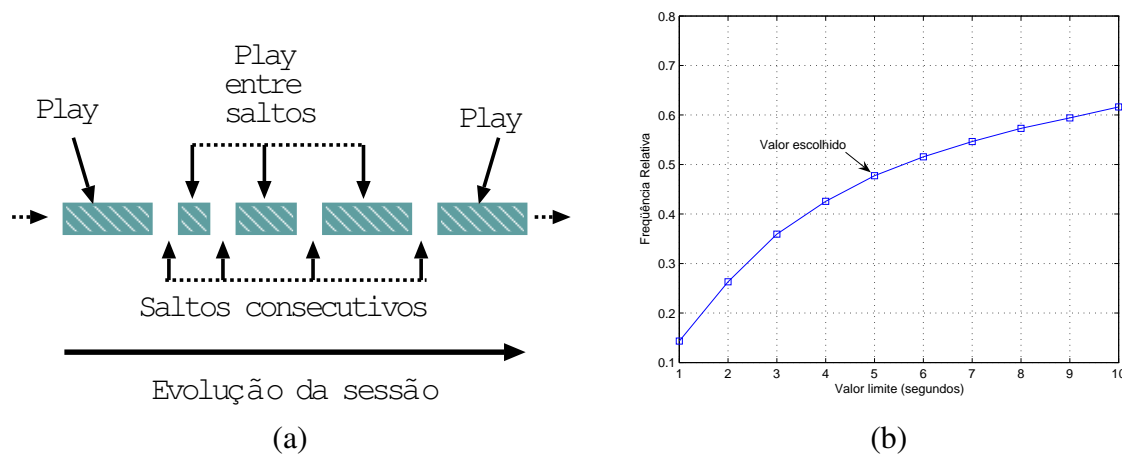 Play
entre
saltos
Play
Play
Saltos consecutivos
Evolução da sessão
(a)
0.8
0.7
0.6
0.5
0.4
0.3
0.2
0.1
Freqüência Relativa
Valor escolhido
1 2 3 4 5 6 7 8 9 10
Valor limite (segundos)
(b)